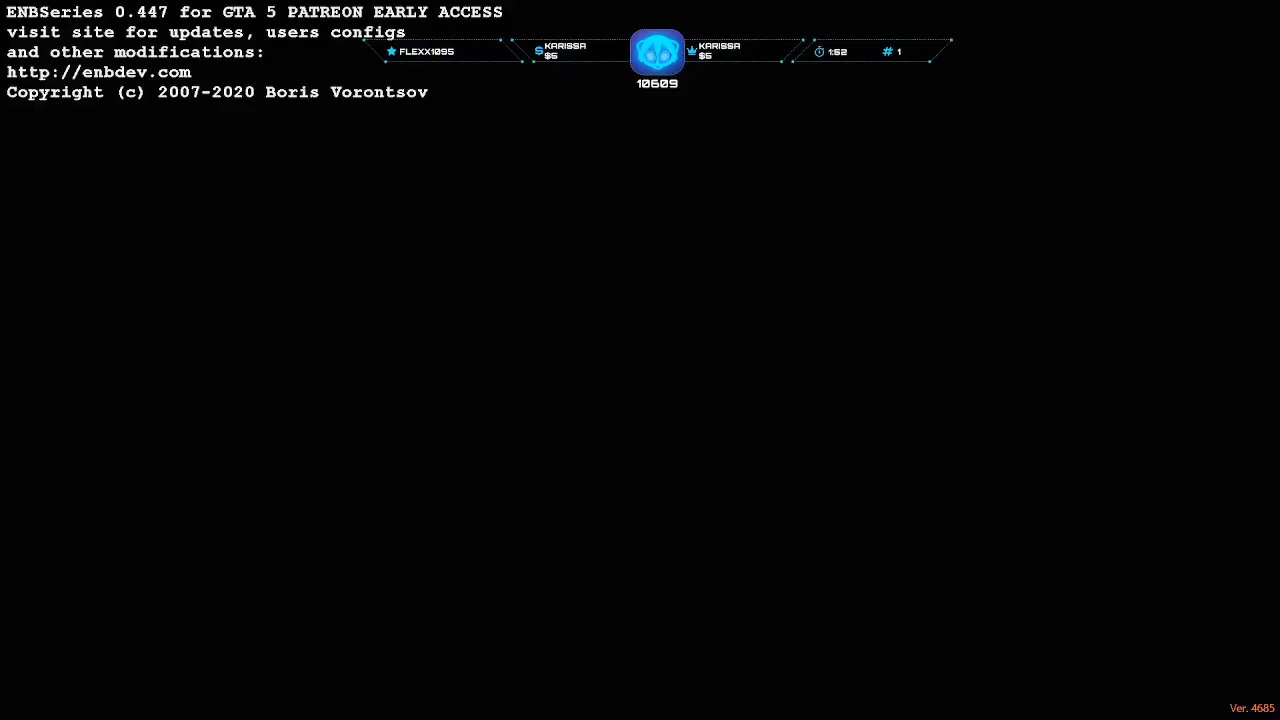 ENBSeries 0.447 for GTA 5 PATREON EARLY ACCESS
visit site for updates, users configs
and other modifications:
http://enbdev.com
Copyright (c) 2007-2020 Boris Vorontsov
FLEXX1095
KARISSA
$5
KARISSA
$5
1:52
# 1
10609
Ver. 4685